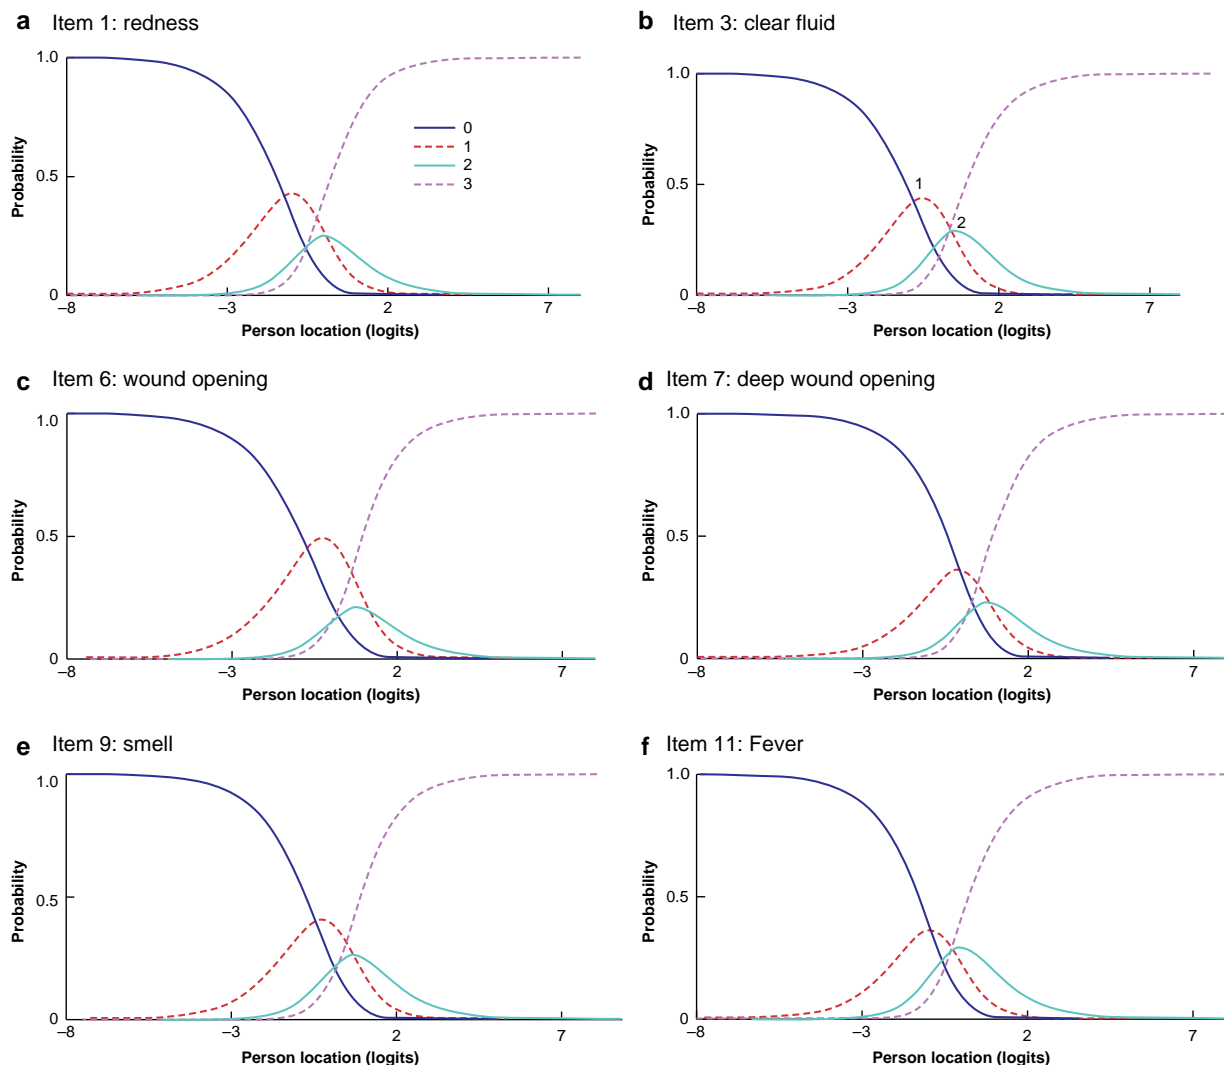 a Item 1: redness
1.0
0.5
0
–8
–3
2
7
Probability
Person location (logits)
0
1
2
3
b Item 3: clear fluid
1.0
0.5
0
–8
–3
2
7
1
2
Probability
Person location (logits)
c Item 6: wound opening
1.0
0.5
0
–8
–3
2
7
Probability
Person location (logits)
d Item 7: deep wound opening
1.0
0.5
0
–8
–3
2
7
Probability
Person location (logits)
e Item 9: smell
1.0
0.5
0
–8
–3
2
7
Probability
Person location (logits)
f Item 11: Fever
1.0
0.5
0
–8
–3
2
7
Probability
Person location (logits)